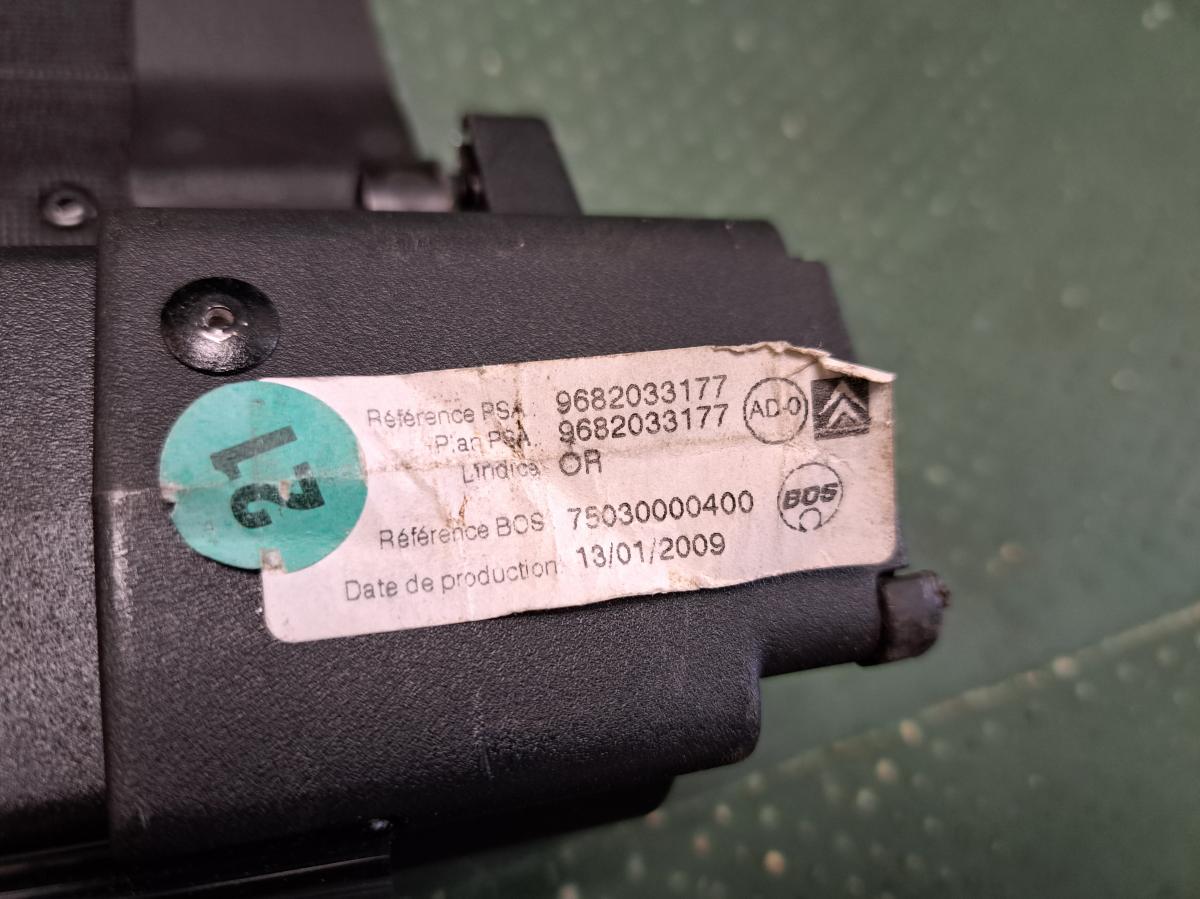 21
Référence PSA 9682033177
Plan PSA 9682033177
L'Indice OR
AD-0
Référence BOS 75030000400
BOS
Date de production: 13/01/2009